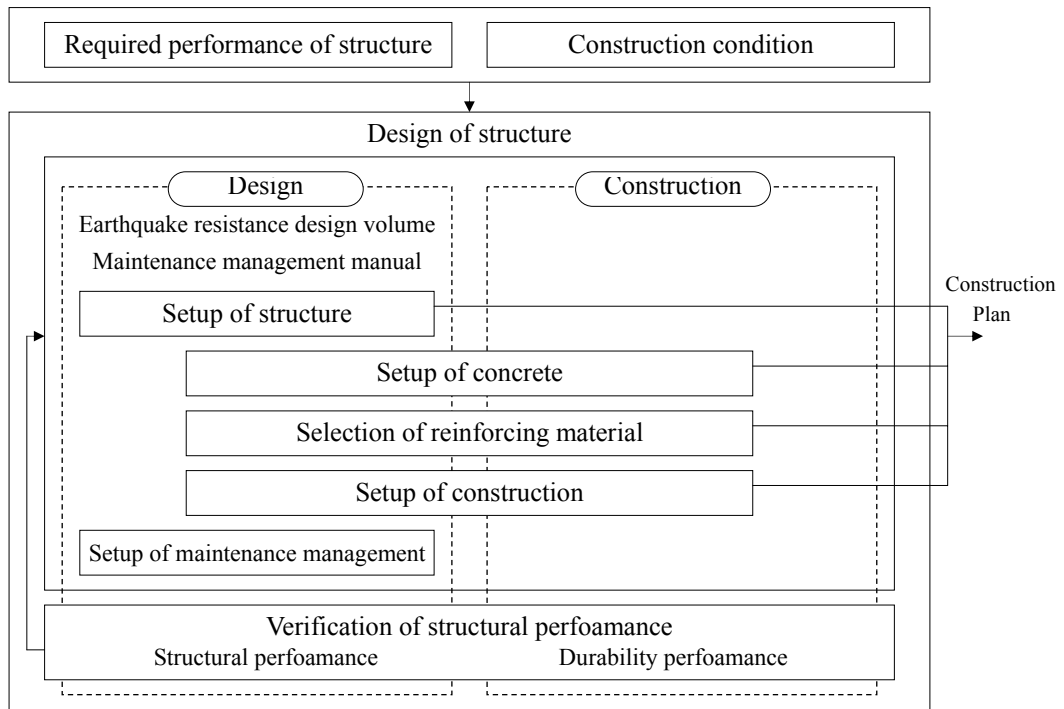 Required performance of structure
Construction condition
Design of structure
Design
Construction
Earthquake resistance design volume
Maintenance management manual
Setup of structure
Construction
Plan
Setup of concrete
Selection of reinforcing material
Setup of construction
Setup of maintenance management
Verification of structural perfoamance
Structural perfoamance
Durability perfoamance